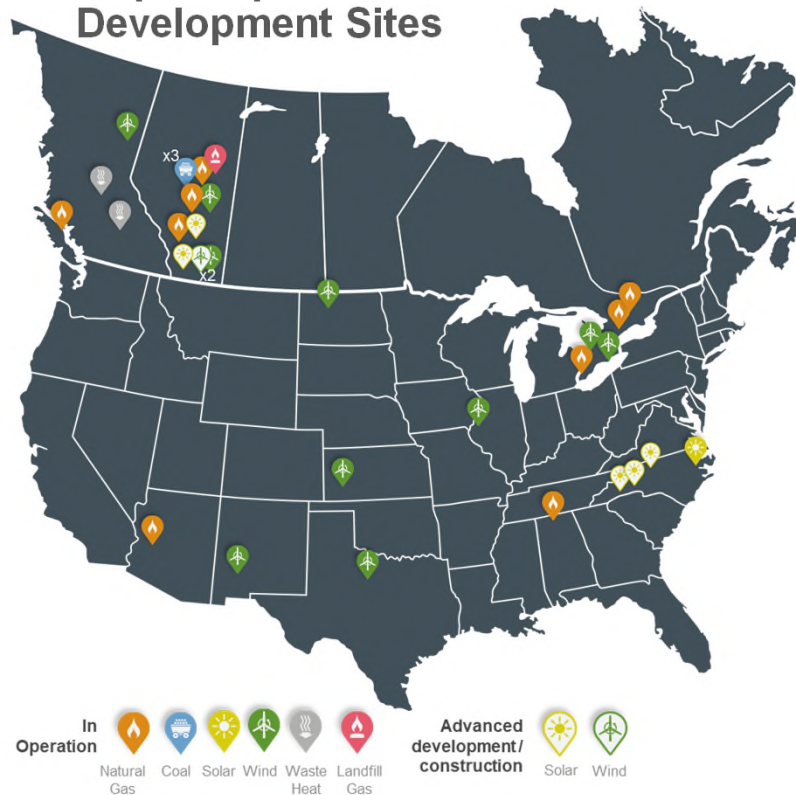 Development Sites
x3
x2
In
Operation
Natural
Gas
Coal
Solar
Wind
Waste
Heat
Landfill
Gas
Advanced
development/
construction
Solar
Wind